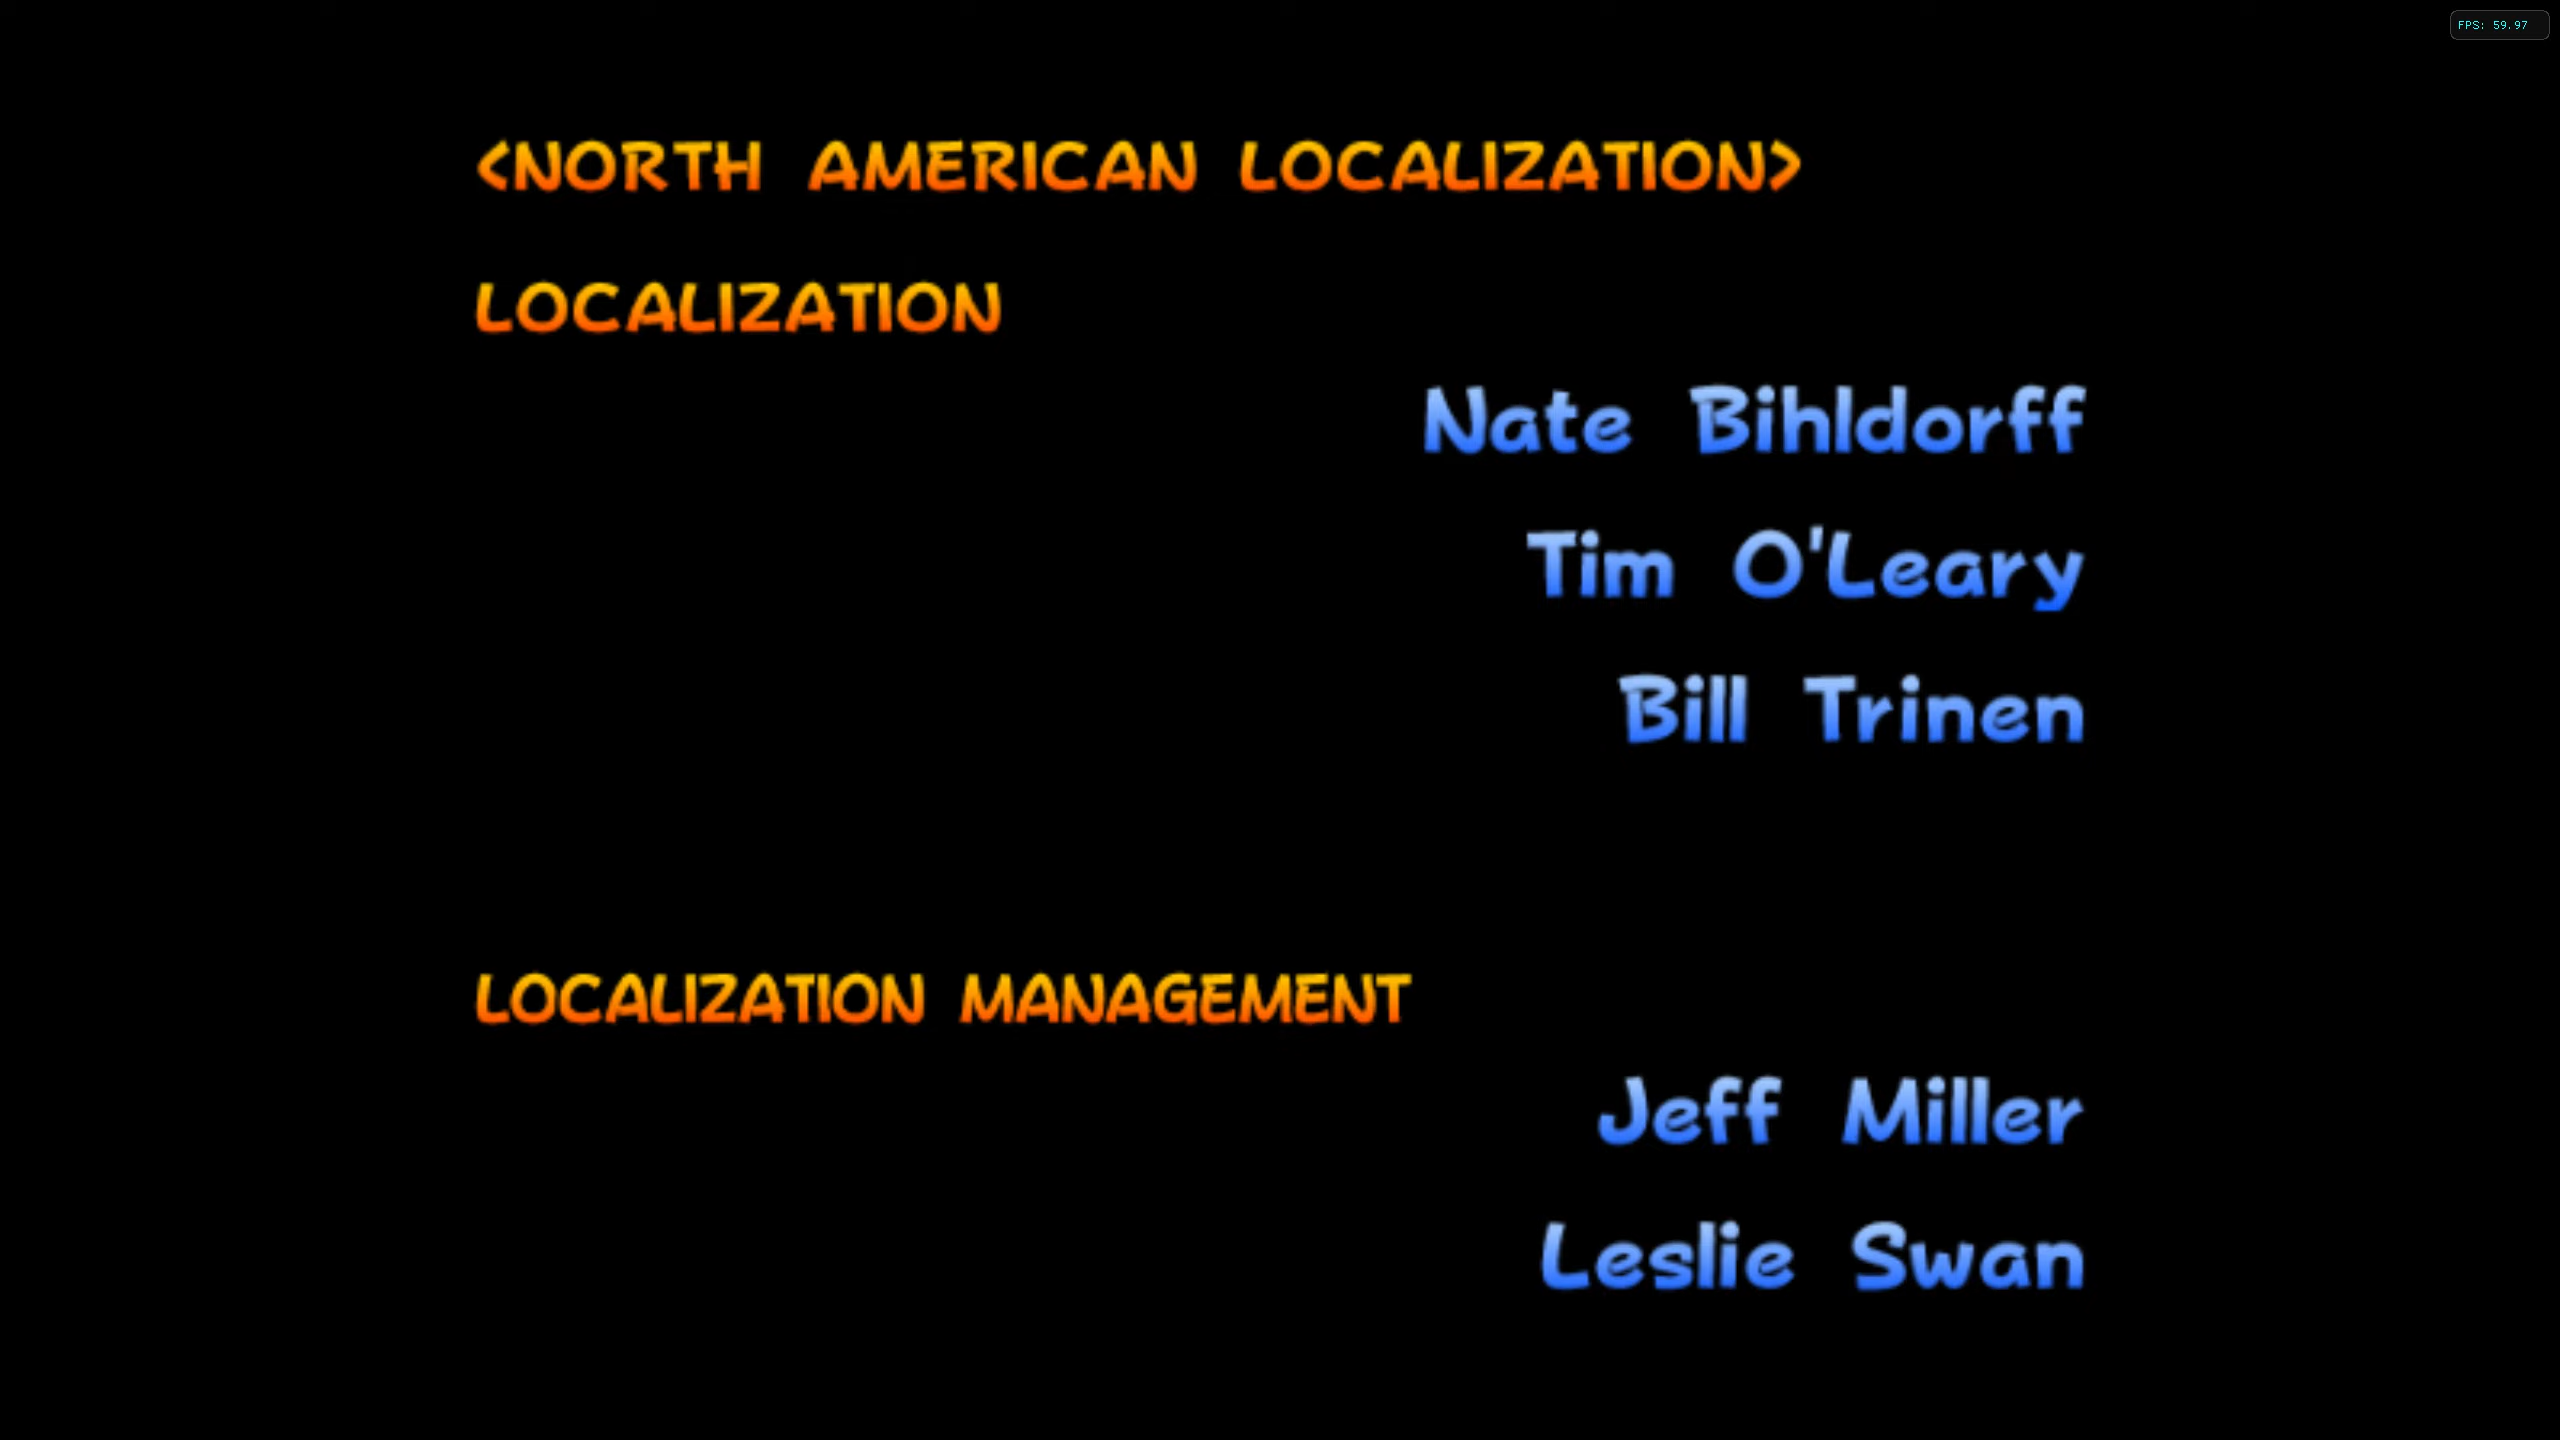 FPS: 59.97
<NORTH AMERICAN LOCALIZATION>
LOCALIZATION
Nate Bihldorff
Tim O'Leary
Bill Trinen
LOCALIZATION MANAGEMENT
Jeff Miller
Leslie Swan